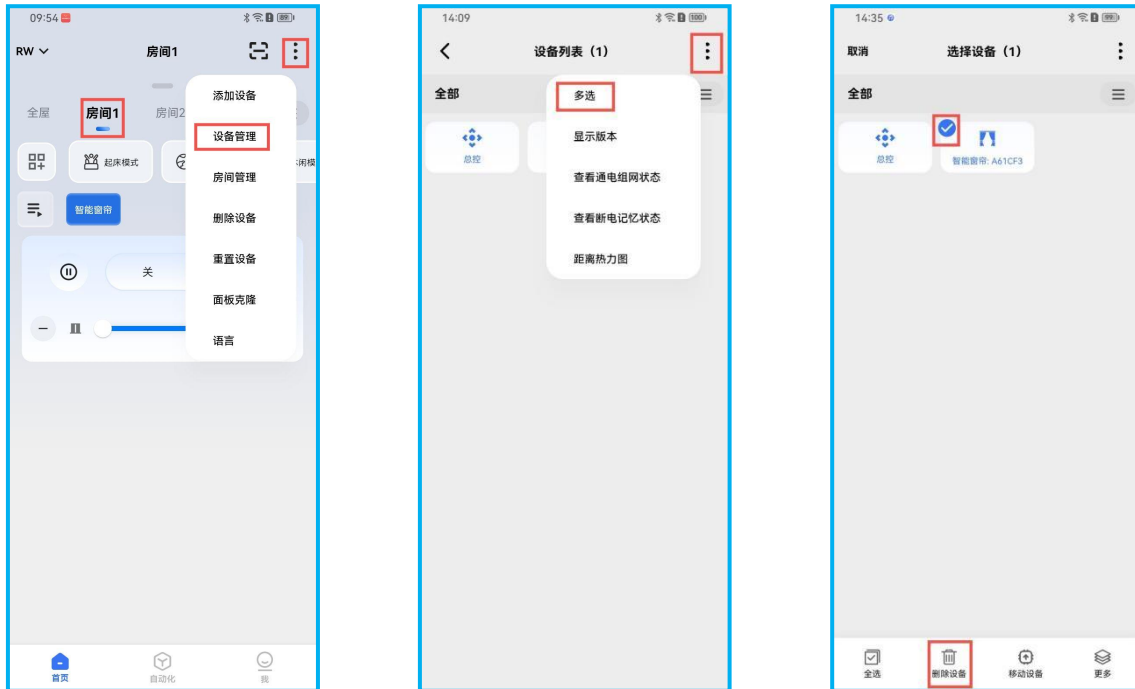 09:54
89
RW
房间1
全屋
房间1
房间2
添加设备
设备管理
房间管理
删除设备
重置设备
面板克隆
语言
起床模式
闲模
智能窗帘
关
首页
自动化
我
14:09
100
设备列表（1）
全部
多选
显示版本
查看通电组网状态
查看断电记忆状态
距离热力图
总控
14:35
99
取消
选择设备（1）
全部
总控
智能窗帘: A61CF3
全选
删除设备
移动设备
更多